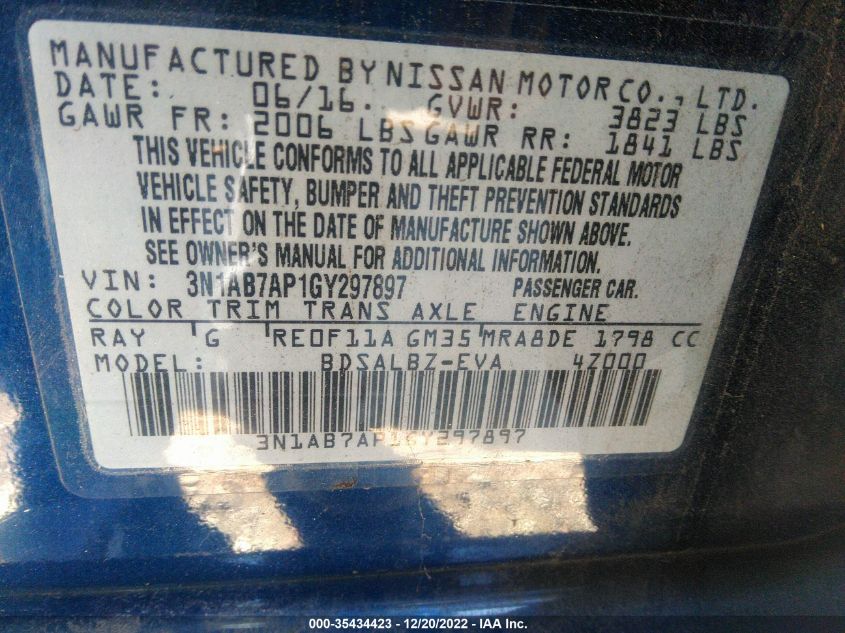 MANUFACTURED BY NISSAN MOTOR CO., LTD.
DATE: 06/16. GVWR: 3823 LBS
GAWR FR: 2006 LBS GAWR RR: 1841 LBS
THIS VEHICLE CONFORMS TO ALL APPLICABLE FEDERAL MOTOR
VEHICLE SAFETY, BUMPER AND THEFT PREVENTION STANDARDS
IN EFFECT ON THE DATE OF MANUFACTURE SHOWN ABOVE.
SEE OWNER'S MANUAL FOR ADDITIONAL INFORMATION.
VIN: 3N1AB7AP1GY297897 PASSENGER CAR.
COLOR TRIM TRANS AXLE ENGINE
RAY G RE0F11A GM35 MRA8DE 1798 CC
MODEL: BDSALBZ-EVA 4Z000
3N1AB7AP1GY297897
000-35434423 - 12/20/2022 - IAA Inc.